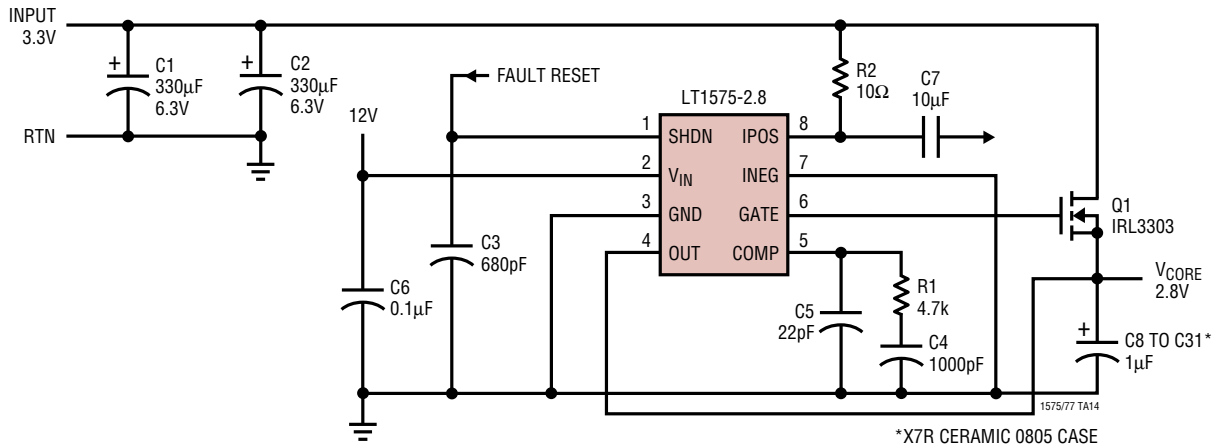 INPUT
3.3V
+
C1
330µF
6.3V
+
C2
330µF
6.3V
RTN
12V
FAULT RESET
LT1575-2.8
R2
10Ω
C7
10µF
1
SHDN
IPOS
8
2
VIN
INEG
7
3
GND
GATE
6
4
OUT
COMP
5
Q1
IRL3303
C3
680pF
C6
0.1µF
C5
22pF
R1
4.7k
C4
1000pF
VCORE
2.8V
+
C8 TO C31*
1µF
1575/77 TA14
*X7R CERAMIC 0805 CASE